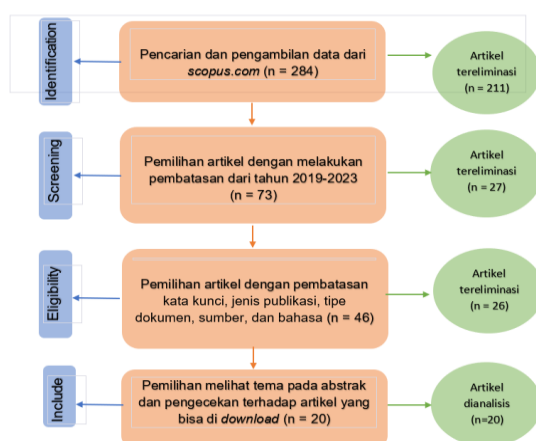 Identification
Pencarian dan pengambilan data dari
scopus.com (n = 284)
Artikel
tereliminasi
(n = 211)
Screening
Pemilihan artikel dengan melakukan
pembatasan dari tahun 2019-2023
(n = 73)
Artikel
tereliminasi
(n = 27)
Eligibility
Pemilihan artikel dengan pembatasan
kata kunci, jenis publikasi, tipe
dokumen, sumber, dan bahasa (n = 46)
Artikel
tereliminasi
(n = 26)
Include
Pemilihan melihat tema pada abstrak
dan pengecekan terhadap artikel yang
bisa di download (n = 20)
Artikel
dianalisis
(n=20)